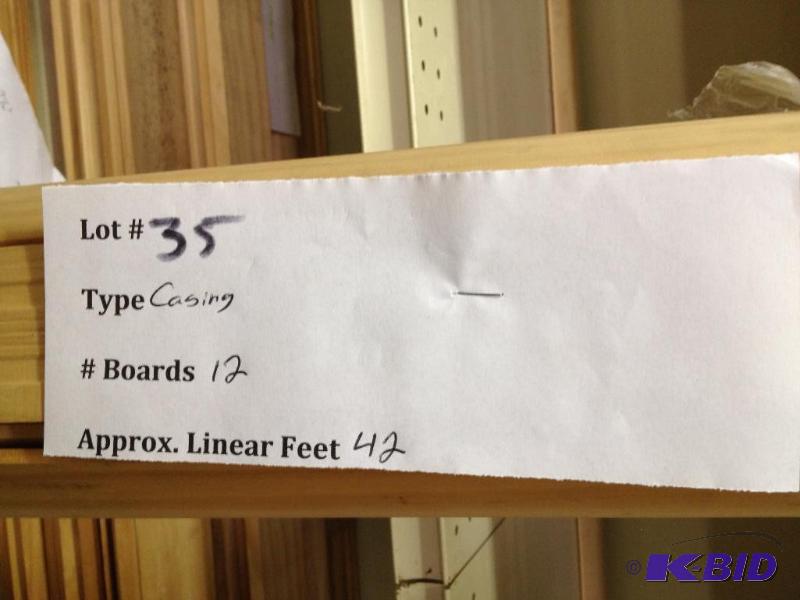 Lot # 35
Type Casing
# Boards 12
Approx. Linear Feet 42
© K-BID